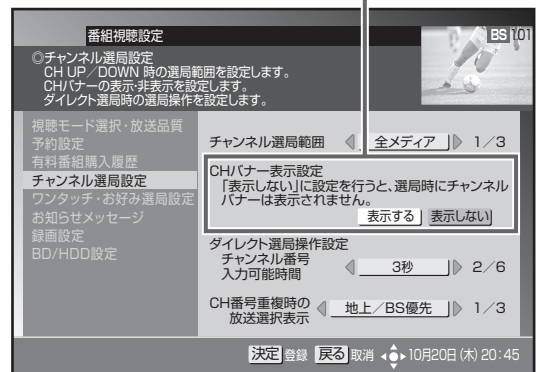 番組視聴設定
BS 101
◎チャンネル選局設定
CH UP／DOWN 時の選局範囲を設定します。
CHバナーの表示・非表示を設定します。
ダイレクト選局時の選局操作を設定します。
視聴モード選択・放送品質
予約設定
有料番組購入履歴
チャンネル選局設定
ワンタッチ・お好み選局設定
お知らせメッセージ
録画設定
BD/HDD設定
チャンネル選局範囲 全メディア 1／3
CHバナー表示設定
「表示しない」に設定を行うと、選局時にチャンネル
バナーは表示されません。
表示する 表示しない
ダイレクト選局操作設定
チャンネル番号
入力可能時間 3秒 2／6
CH番号重複時の
放送選択表示 地上／BS優先 1／3
決定 登録 戻る 取消 10月20日(木) 20:45